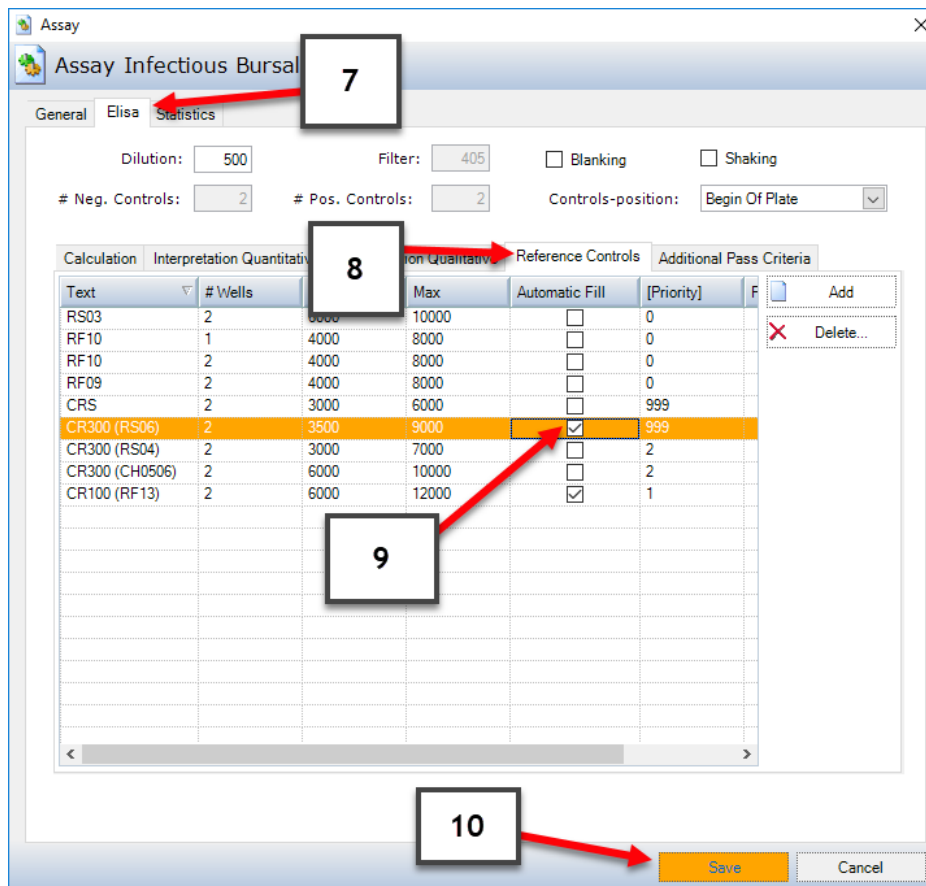 Assay
Assay Infectious Bursal
7
General Elisa Statistics
Dilution: 500 Filter: 405 Blanking Shaking
# Neg. Controls: 2 # Pos. Controls: 2 Controls-position: Begin Of Plate
8
Calculation Interpretation Quantitative Qualitative Reference Controls Additional Pass Criteria
Text # Wells Max Automatic Fill [Priority] F Add
RS03 2 6000 10000 0 Delete...
RF10 1 4000 8000 0
RF10 2 4000 8000 0
RF09 2 4000 8000 0
CRS 2 3000 6000 999
CR300 (RS06) 2 3500 9000 999
CR300 (RS04) 2 3000 7000 2
CR300 (CH0506) 2 6000 10000 2
CR100 (RF13) 2 6000 12000 1
9
10
Save Cancel